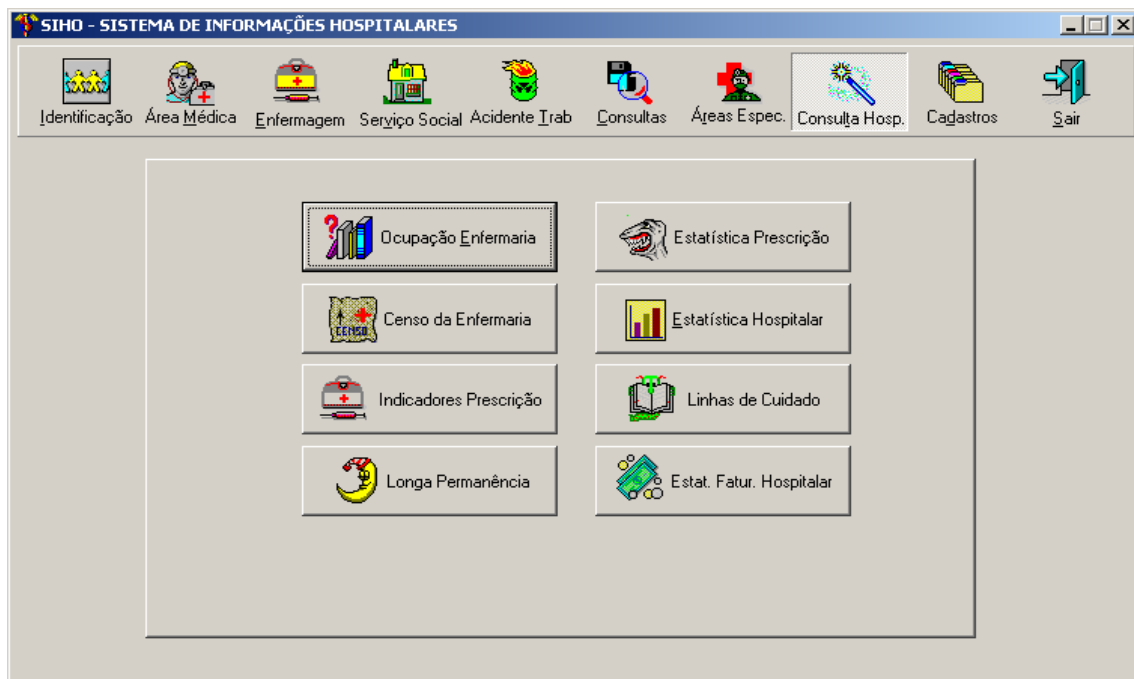 SIHO - SISTEMA DE INFORMAÇÕES HOSPITALARES
Identificação Área Médica Enfermagem Serviço Social Acidente Trab Consultas Áreas Espec. Consulta Hosp. Cadastros Sair
Ocupação Enfermaria Estatística Prescrição
CENSO Censo da Enfermaria Estatística Hospitalar
Indicadores Prescrição Linhas de Cuidado
Longa Permanência Estat. Fatur. Hospitalar